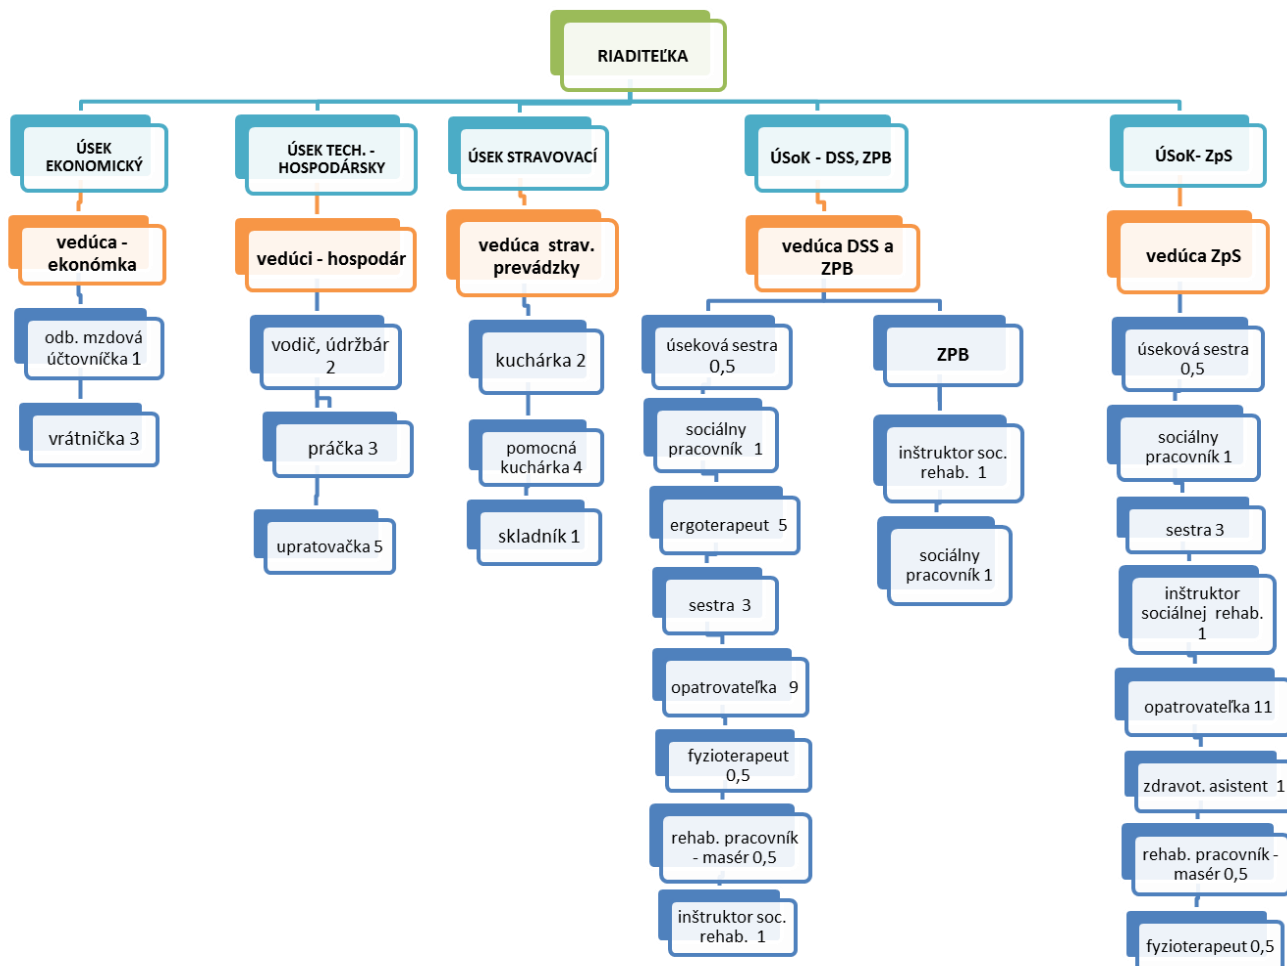 RIADITEĽKA
ÚSEK
EKONOMICKÝ
vedúca -
ekonómka
odb. mzdová
účtovníčka 1
vrátnička 3
ÚSEK TECH. -
HOSPODÁRSKY
vedúci - hospodár
vodič, údržbár
2
práčka 3
upratovačka 5
ÚSEK STRAVOVACÍ
vedúca strav.
prevádzky
kuchárka 2
pomocná
kuchárka 4
skladník 1
ÚSoK - DSS, ZPB
vedúca DSS a
ZPB
úseková sestra
0,5
sociálny
pracovník 1
ergoterapeut 5
sestra 3
opatrovateľka 9
fyzioterapeut
0,5
rehab. pracovník
- masér 0,5
inštruktor soc.
rehab. 1
ZPB
inštruktor soc.
rehab. 1
sociálny
pracovník 1
ÚSoK- ZpS
vedúca ZpS
úseková sestra
0,5
sociálny
pracovník 1
sestra 3
inštruktor
sociálnej rehab.
1
opatrovateľka 11
zdravot. asistent 1
rehab. pracovník -
masér 0,5
fyzioterapeut 0,5